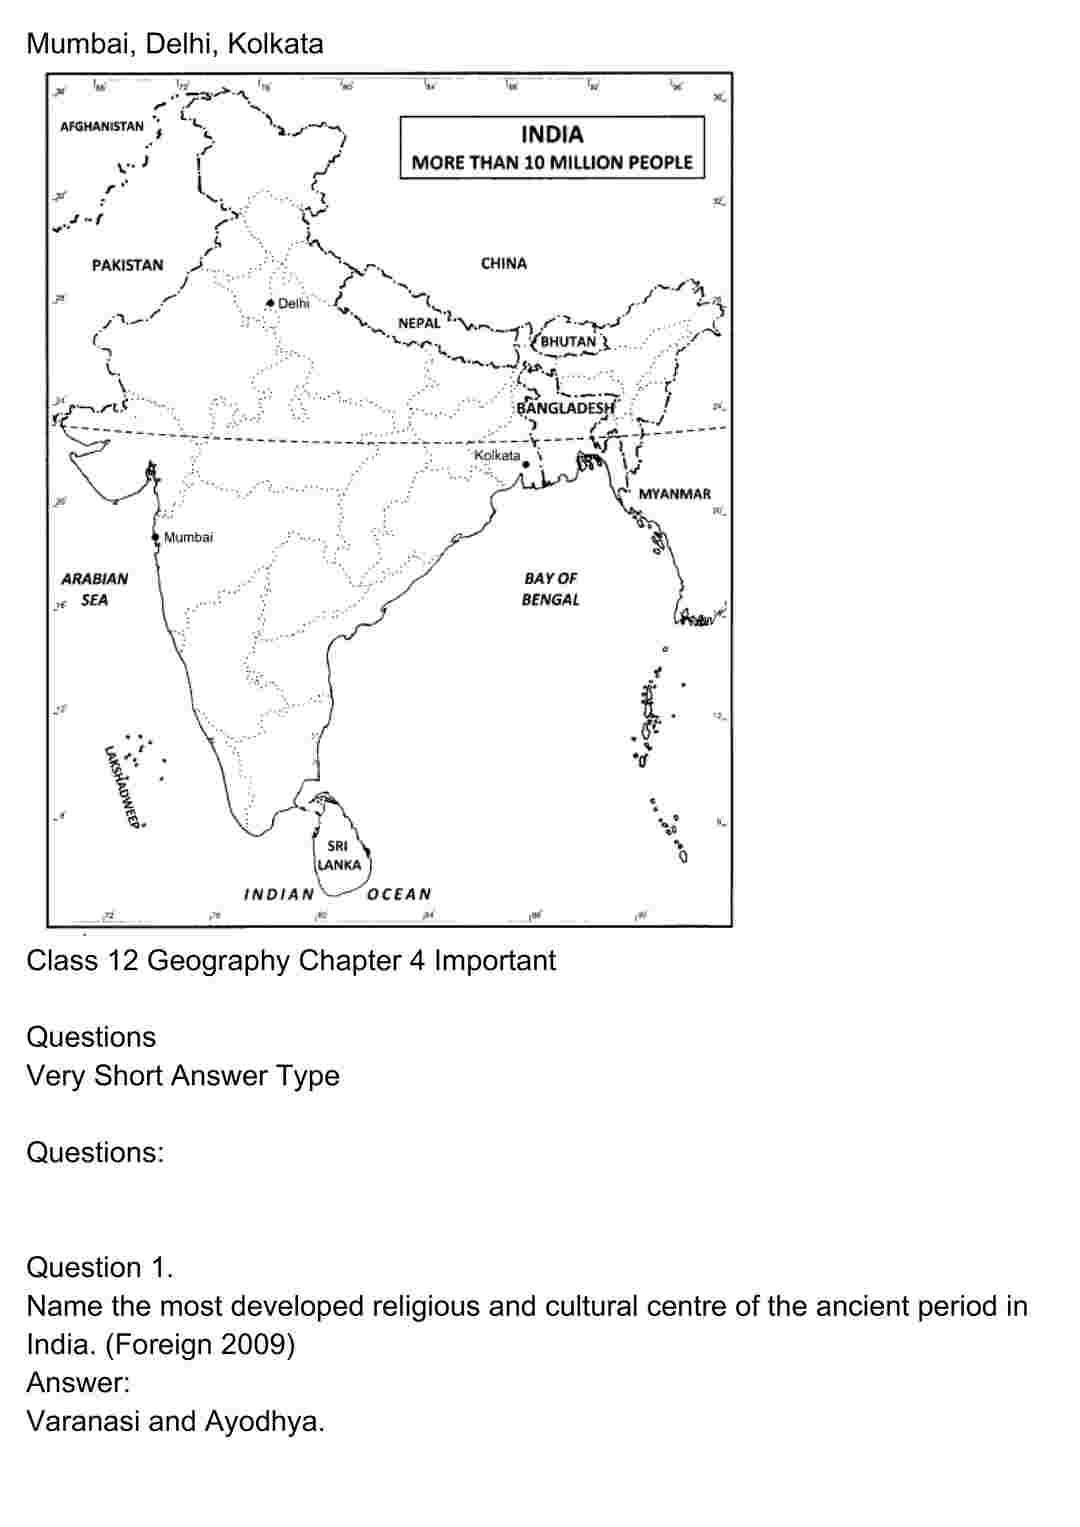 Mumbai, Delhi, Kolkata
INDIA
MORE THAN 10 MILLION PEOPLE
AFGHANISTAN
PAKISTAN
CHINA
Delhi
NEPAL
BHUTAN
BANGLADESH
Kolkata
MYANMAR
Mumbai
ARABIAN
SEA
BAY OF
BENGAL
LAKSHADWEEP
SRI
LANKA
INDIAN OCEAN
Class 12 Geography Chapter 4 Important
Questions
Very Short Answer Type
Questions:
Question 1.
Name the most developed religious and cultural centre of the ancient period in
India. (Foreign 2009)
Answer:
Varanasi and Ayodhya.